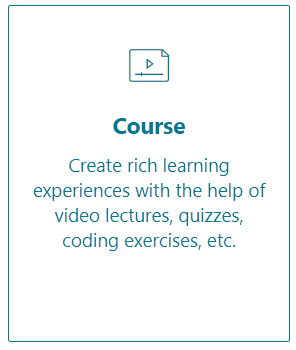 Course
Create rich learning
experiences with the help of
video lectures, quizzes,
coding exercises, etc.